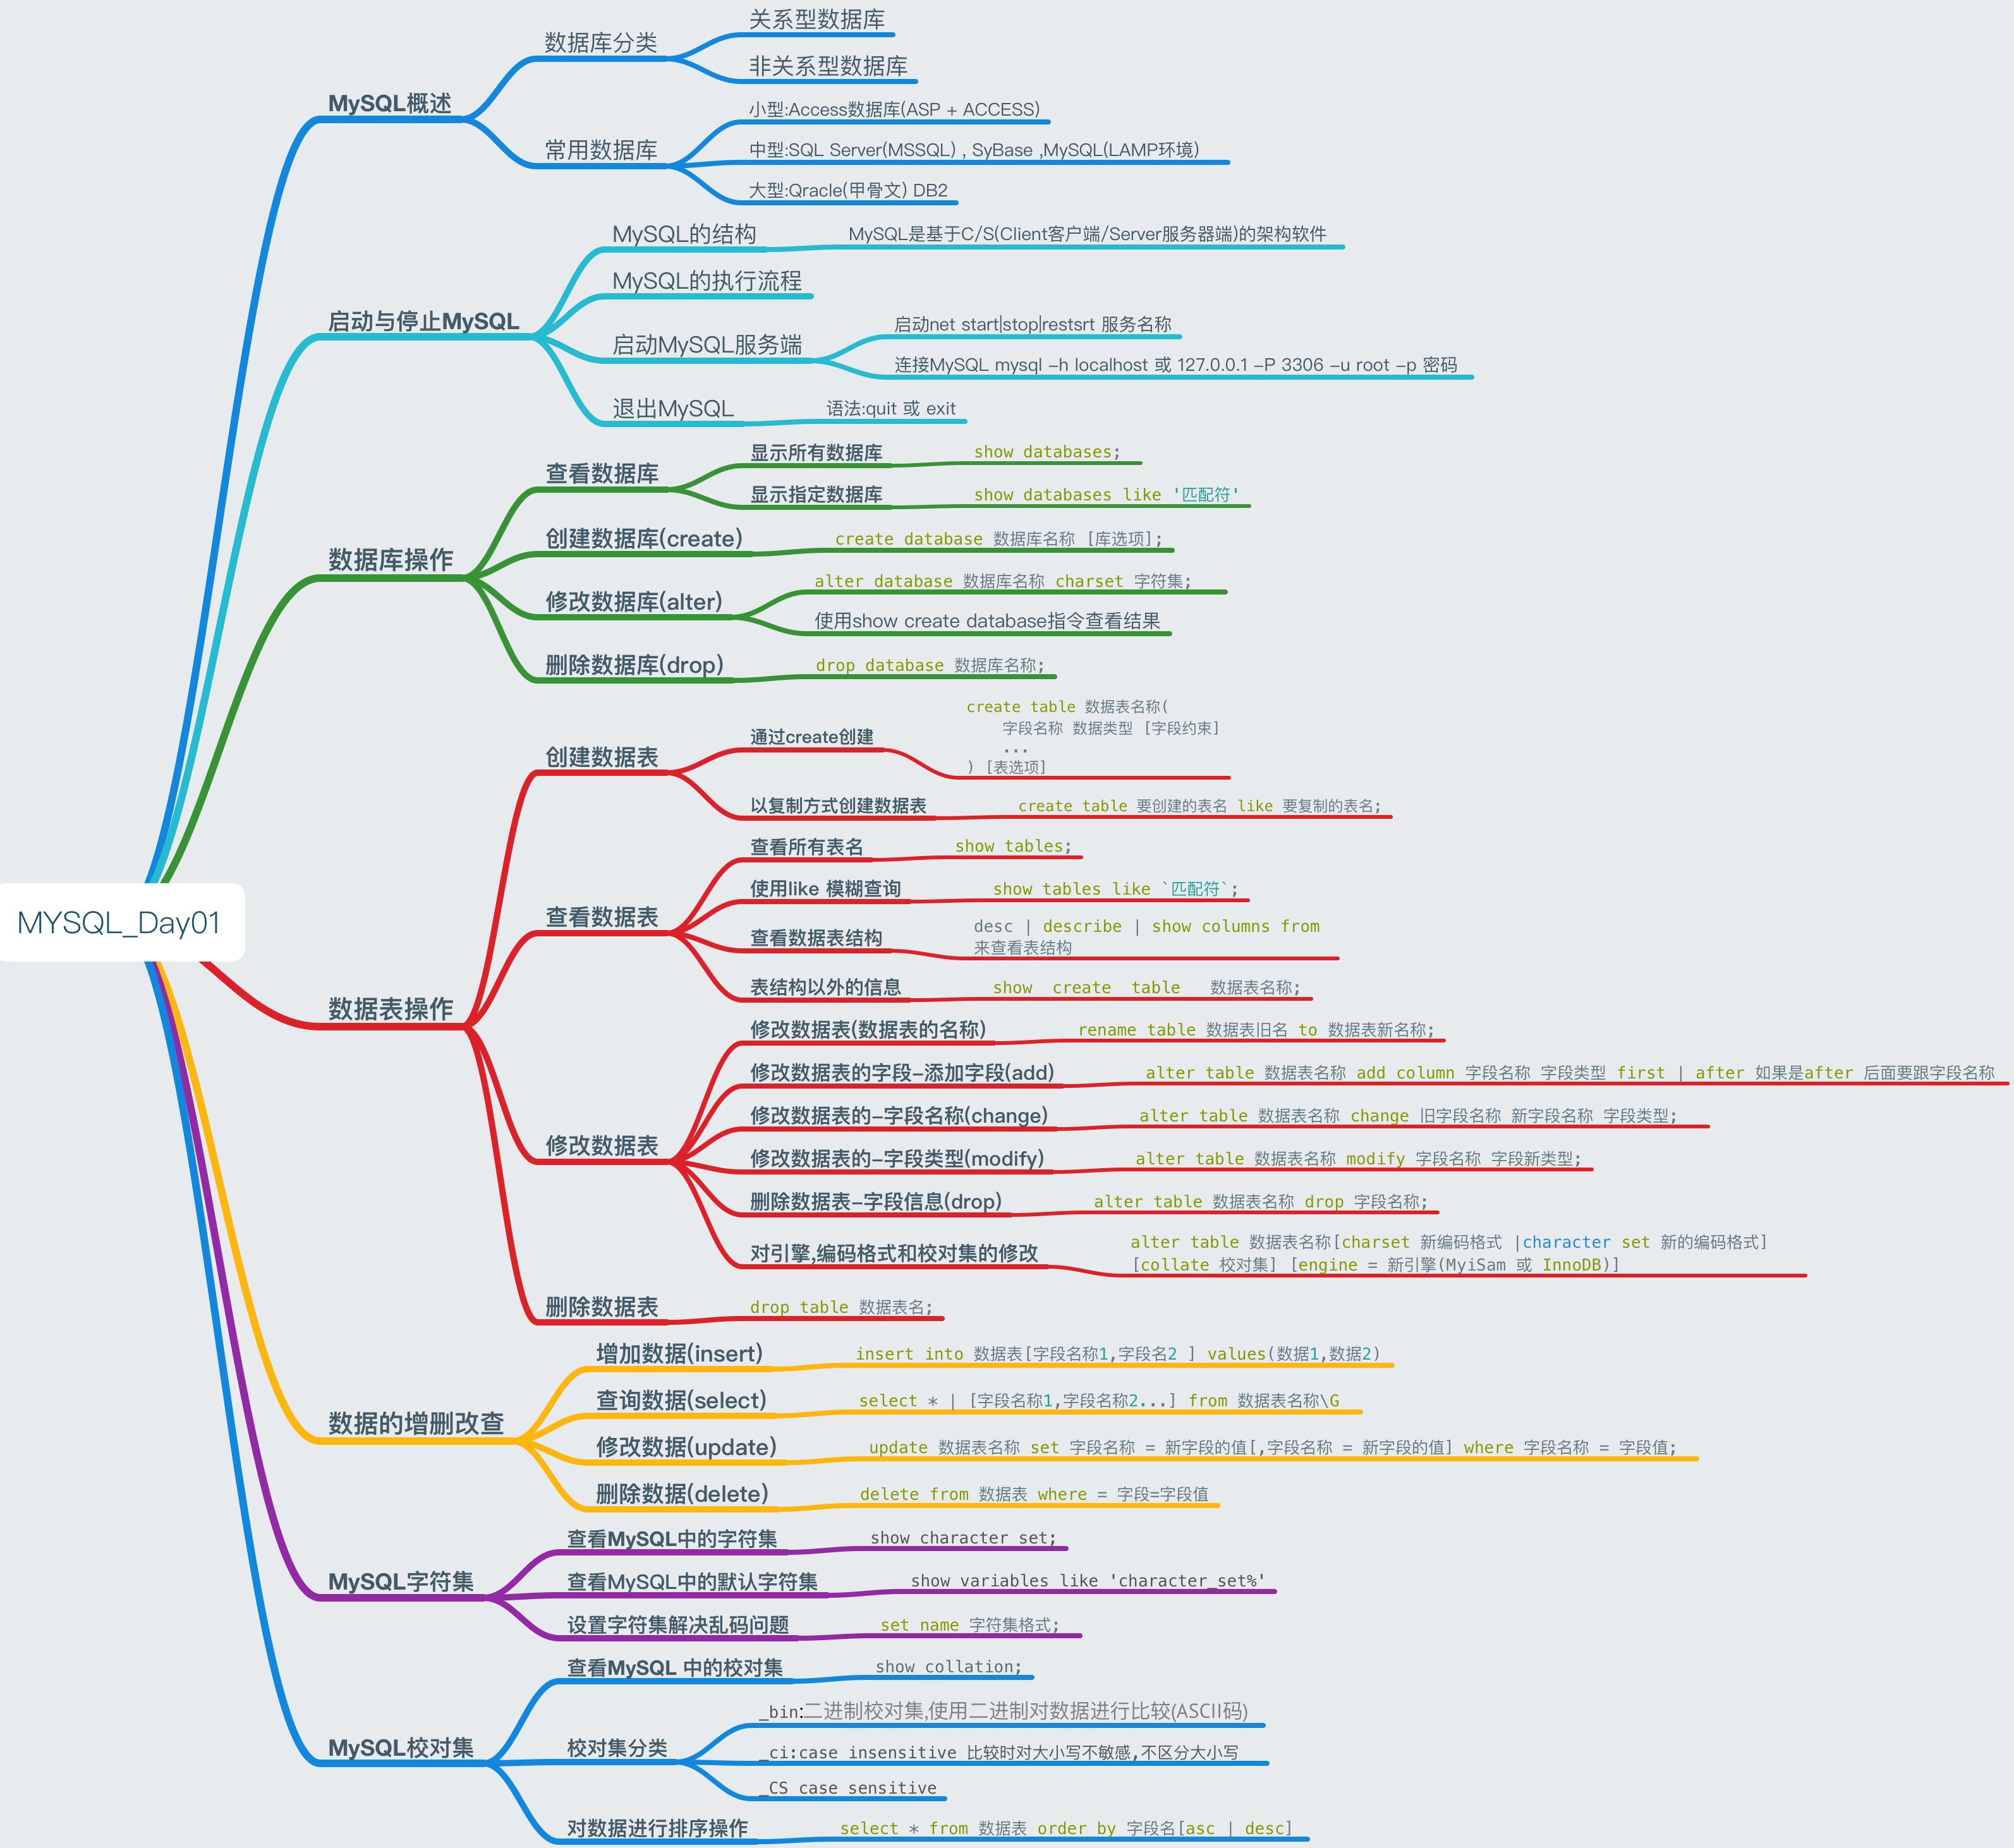 MYSQL_Day01
MySQL概述
数据库分类
关系型数据库
非关系型数据库
常用数据库
小型:Access数据库(ASP + ACCESS)
中型:SQL Server(MSSQL) , SyBase ,MySQL(LAMP环境)
大型:Qracle(甲骨文) DB2
启动与停止MySQL
MySQL的结构
MySQL是基于C/S(Client客户端/Server服务器端)的架构软件
MySQL的执行流程
启动MySQL服务端
启动net start|stop|restsrt 服务名称
连接MySQL mysql -h localhost 或 127.0.0.1 -P 3306 -u root -p 密码
退出MySQL
语法:quit 或 exit
数据库操作
查看数据库
显示所有数据库
show databases;
显示指定数据库
show databases like '匹配符'
创建数据库(create)
create database 数据库名称 [库选项];
修改数据库(alter)
alter database 数据库名称 charset 字符集;
使用show create database指令查看结果
删除数据库(drop)
drop database 数据库名称;
数据表操作
创建数据表
通过create创建
create table 数据表名称(
字段名称 数据类型 [字段约束]
...
) [表选项]
以复制方式创建数据表
create table 要创建的表名 like 要复制的表名;
查看数据表
查看所有表名
show tables;
使用like 模糊查询
show tables like `匹配符`;
查看数据表结构
desc | describe | show columns from
来查看表结构
表结构以外的信息
show create table 数据表名称;
修改数据表
修改数据表(数据表的名称)
rename table 数据表旧名 to 数据表新名称;
修改数据表的字段-添加字段(add)
alter table 数据表名称 add column 字段名称 字段类型 first | after 如果是after 后面要跟字段名称
修改数据表的-字段名称(change)
alter table 数据表名称 change 旧字段名称 新字段名称 字段类型;
修改数据表的-字段类型(modify)
alter table 数据表名称 modify 字段名称 字段新类型;
删除数据表-字段信息(drop)
alter table 数据表名称 drop 字段名称;
对引擎,编码格式和校对集的修改
alter table 数据表名称[charset 新编码格式 |character set 新的编码格式]
[collate 校对集] [engine = 新引擎(MyiSam 或 InnoDB)]
删除数据表
drop table 数据表名;
数据的增删改查
增加数据(insert)
insert into 数据表[字段名称1,字段名2 ] values(数据1,数据2)
查询数据(select)
select * | [字段名称1,字段名称2...] from 数据表名称\G
修改数据(update)
update 数据表名称 set 字段名称 = 新字段的值[,字段名称 = 新字段的值] where 字段名称 = 字段值;
删除数据(delete)
delete from 数据表 where = 字段=字段值
MySQL字符集
查看MySQL中的字符集
show character set;
查看MySQL中的默认字符集
show variables like 'character_set%'
设置字符集解决乱码问题
set name 字符集格式;
MySQL校对集
查看MySQL 中的校对集
show collation;
校对集分类
_bin:二进制校对集,使用二进制对数据进行比较(ASCII码)
_ci:case insensitive 比较时对大小写不敏感,不区分大小写
_CS case sensitive
对数据进行排序操作
select * from 数据表 order by 字段名[asc | desc]